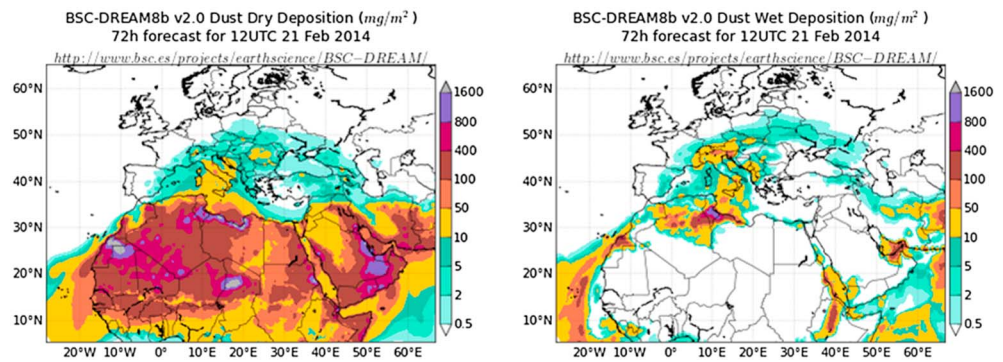 BSC-DREAM8b v2.0 Dust Dry Deposition (mg/m²)
72h forecast for 12UTC 21 Feb 2014
http://www.bsc.es/projects/earthscience/BSC−DREAM/
60°N
50°N
40°N
30°N
20°N
10°N
20°W 10°W 0° 10°E 20°E 30°E 40°E 50°E 60°E
1600
800
400
100
50
10
5
2
0.5
BSC-DREAM8b v2.0 Dust Wet Deposition (mg/m²)
72h forecast for 12UTC 21 Feb 2014
http://www.bsc.es/projects/earthscience/BSC−DREAM/
60°N
50°N
40°N
30°N
20°N
10°N
20°W 10°W 0° 10°E 20°E 30°E 40°E 50°E 60°E
1600
800
400
100
50
10
5
2
0.5